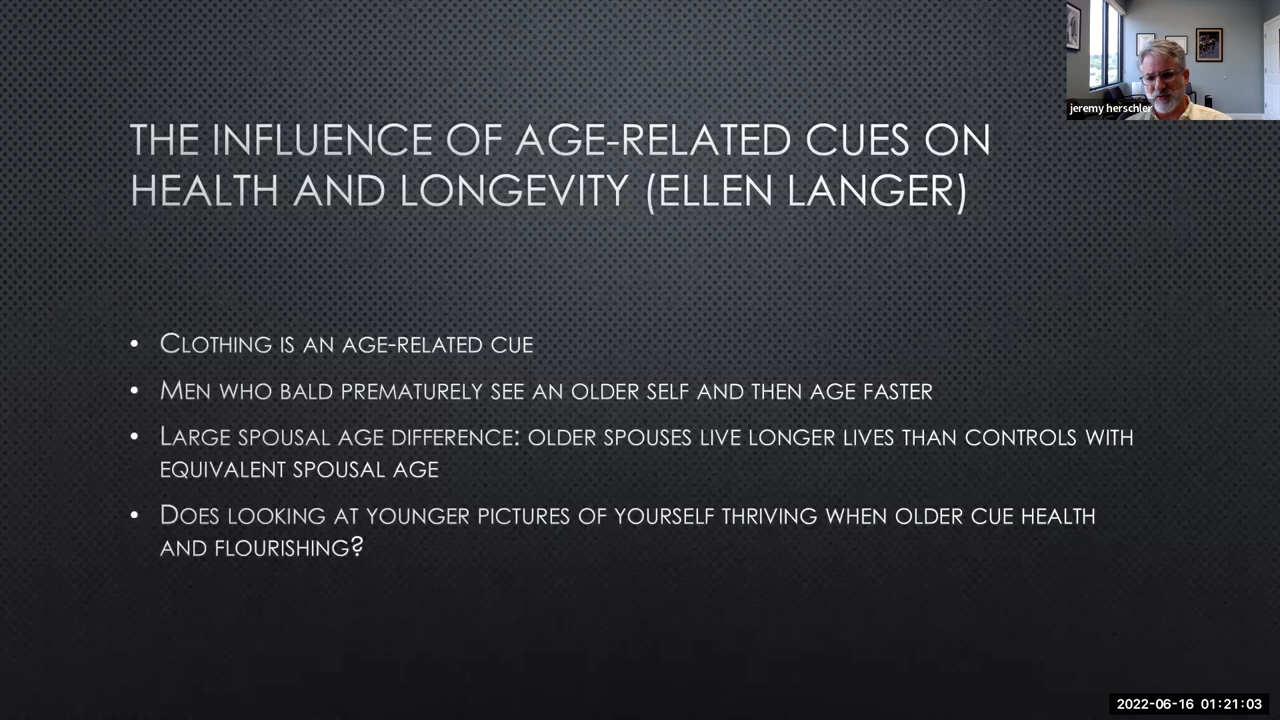 jeremy herschler
THE INFLUENCE OF AGE-RELATED CUES ON
HEALTH AND LONGEVITY (ELLEN LANGER)
• CLOTHING IS AN AGE-RELATED CUE
• MEN WHO BALD PREMATURELY SEE AN OLDER SELF AND THEN AGE FASTER
• LARGE SPOUSAL AGE DIFFERENCE: OLDER SPOUSES LIVE LONGER LIVES THAN CONTROLS WITH
EQUIVALENT SPOUSAL AGE
• DOES LOOKING AT YOUNGER PICTURES OF YOURSELF THRIVING WHEN OLDER CUE HEALTH
AND FLOURISHING?
2022-06-16 01:21:03